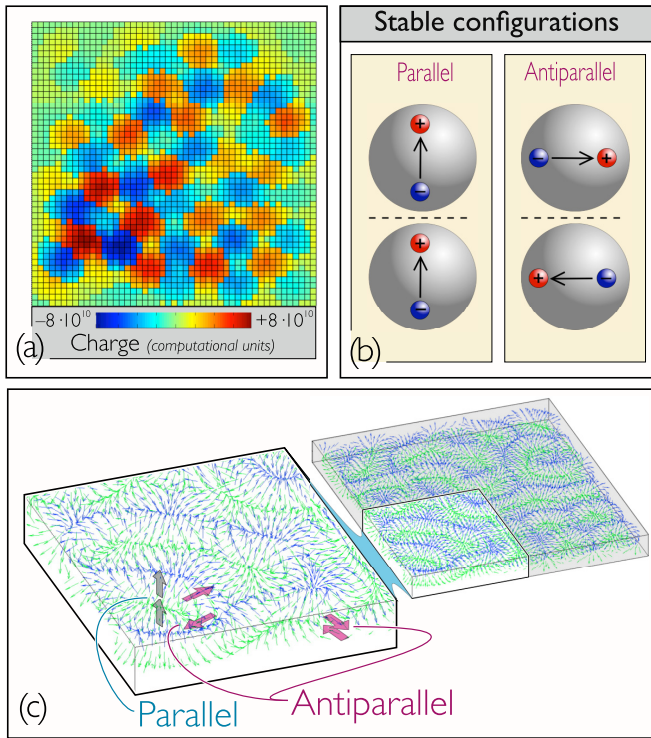 −8·10¹⁰ +8·10¹⁰
Charge (computational units)
(a)
Stable configurations
Parallel Antiparallel
+
− +
−
+
+ −
−
(b)
Parallel
Antiparallel
(c)